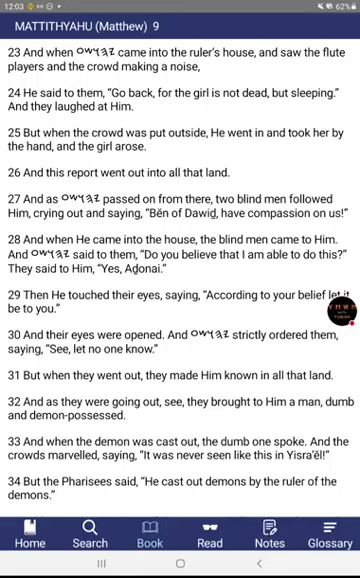 12:03 62%
MATTITHYAHU (Matthew) 9
23 And when 𐤉𐤄𐤅𐤔𐤏 came into the ruler's house, and saw the flute
players and the crowd making a noise,
24 He said to them, “Go back, for the girl is not dead, but sleeping.”
And they laughed at Him.
25 But when the crowd was put outside, He went in and took her by
the hand, and the girl arose.
26 And this report went out into all that land.
27 And as 𐤉𐤄𐤅𐤔𐤏 passed on from there, two blind men followed
Him, crying out and saying, “Bĕn of Dawiḏ, have compassion on us!”
28 And when He came into the house, the blind men came to Him.
And 𐤉𐤄𐤅𐤔𐤏 said to them, “Do you believe that I am able to do this?”
They said to Him, “Yes, Aḏonai.”
29 Then He touched their eyes, saying, “According to your belief let it
be to you.”
30 And their eyes were opened. And 𐤉𐤄𐤅𐤔𐤏 strictly ordered them,
saying, “See, let no one know.”
31 But when they went out, they made Him known in all that land.
32 And as they were going out, see, they brought to Him a man, dumb
and demon-possessed.
33 And when the demon was cast out, the dumb one spoke. And the
crowds marvelled, saying, “It was never seen like this in Yisra’ĕl!”
34 But the Pharisees said, “He cast out demons by the ruler of the
demons.”
Home Search Book Read Notes Glossary